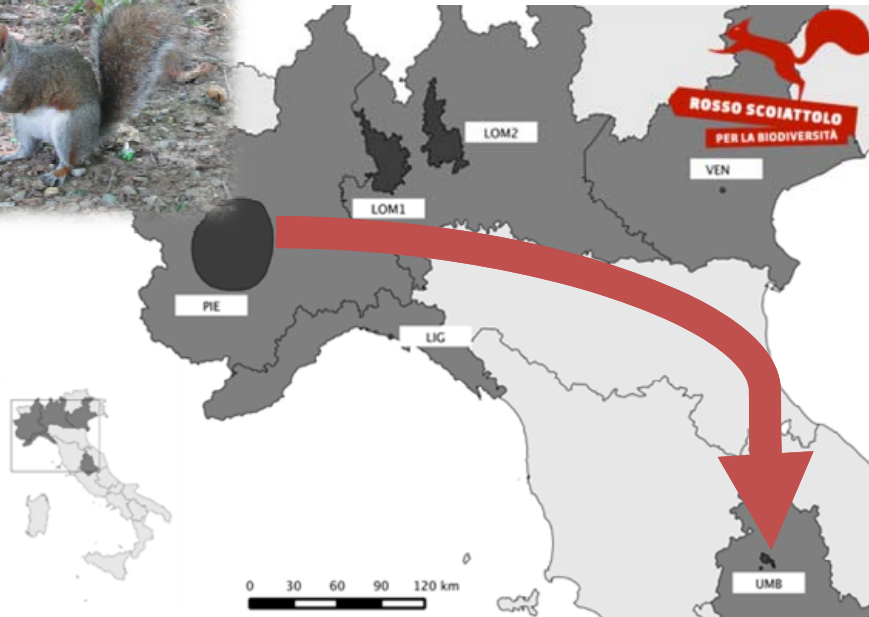 ROSSO SCOIATTOLO
PER LA BIODIVERSITÀ
LOM2
VEN
LOM1
PIE
LIG
0 30 60 90 120 km
UMB